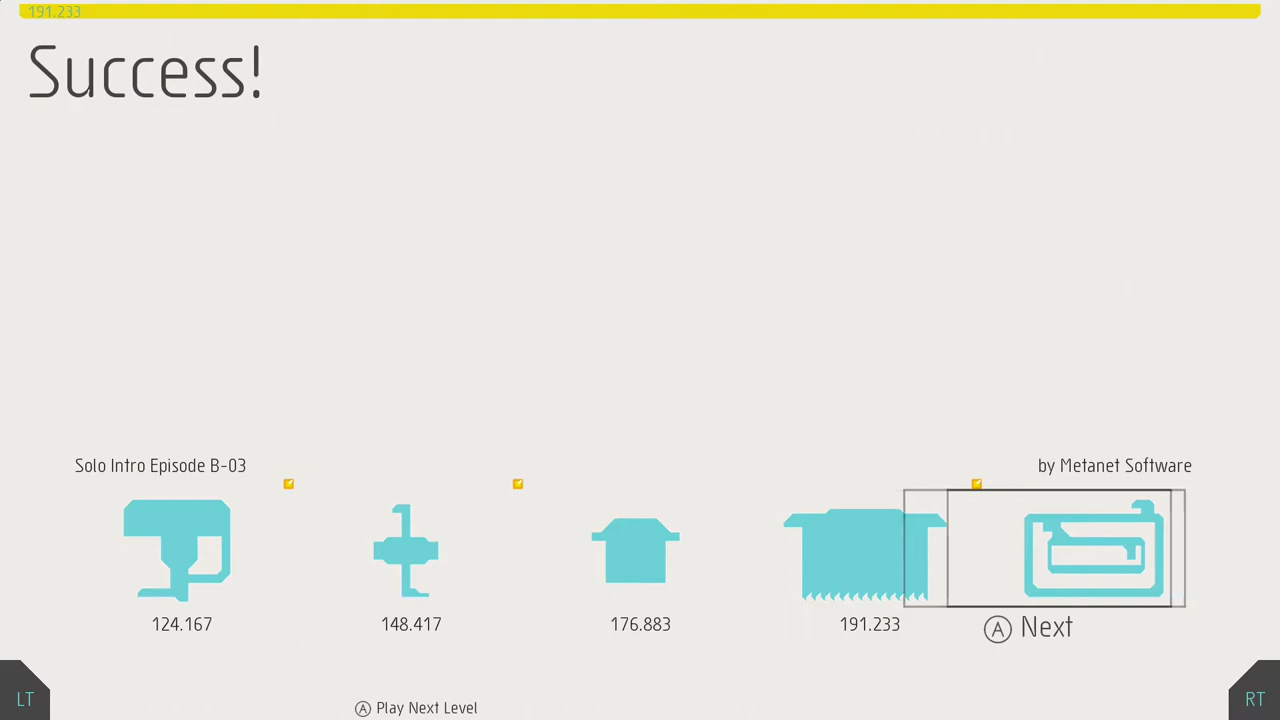 191.233
Success!
Solo Intro Episode B-03
by Metanet Software
124.167
148.417
176.883
191.233
A Next
LT
A Play Next Level
RT